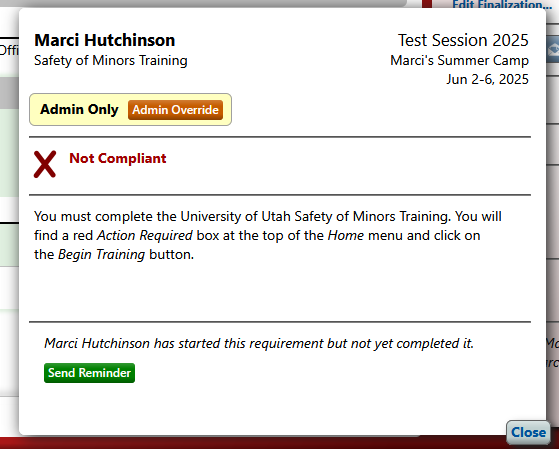 Edit Finalization...
Offi
Marci Hutchinson
Test Session 2025
Safety of Minors Training
Marci's Summer Camp
Jun 2-6, 2025
Admin Only
Admin Override
Not Compliant
You must complete the University of Utah Safety of Minors Training. You will
find a red Action Required box at the top of the Home menu and click on
the Begin Training button.
Marci Hutchinson has started this requirement but not yet completed it.
Send Reminder
Close